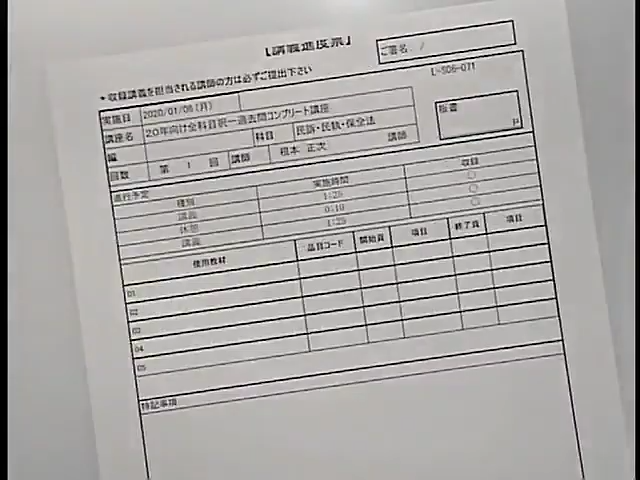 【講義進度票】
ご署名 /
*収録講義を担当される講師の方は必ずご提出下さい
L-S06-071
実施日 2020/01/06(月)
講座名 20年向け全科目択一過去問コンプリート講座
板書 P
編 科目 民訴・民執・保全法
回数 第 1 回 講師 根本 正次 講師
進行予定 種別 実施時間 収録
講義 1:25 ○
休憩 0:10 ○
講義 1:25 ○
使用教材 品目コード 開始頁 項目 終了頁 項目
01
02
03
04
05
特記事項